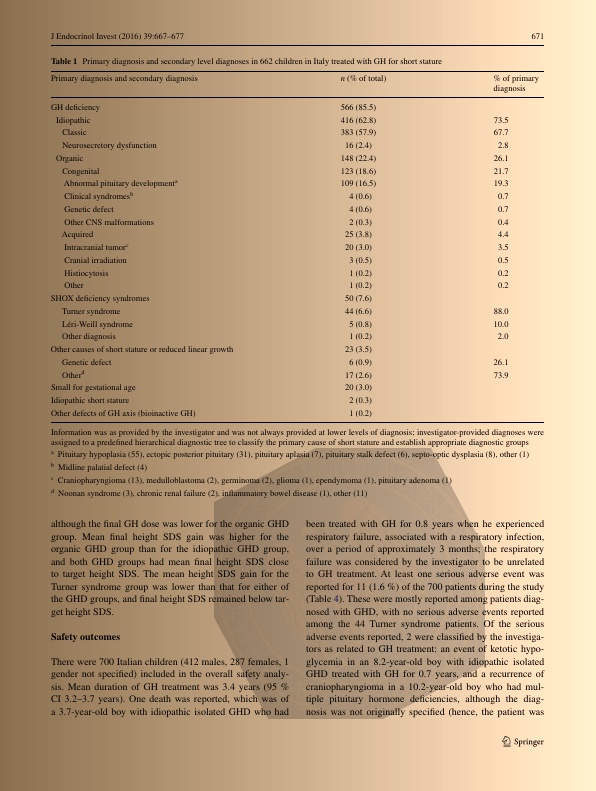 J Endocrinol Invest (2016) 39:667–677
671
Table 1 Primary diagnosis and secondary level diagnoses in 662 children in Italy treated with GH for short stature
Primary diagnosis and secondary diagnosis n (% of total) % of primary
diagnosis
GH deficiency 566 (85.5)
Idiopathic 416 (62.8) 73.5
Classic 383 (57.9) 67.7
Neurosecretory dysfunction 16 (2.4) 2.8
Organic 148 (22.4) 26.1
Congenital 123 (18.6) 21.7
Abnormal pituitary developmentᵃ 109 (16.5) 19.3
Clinical syndromesᵇ 4 (0.6) 0.7
Genetic defect 4 (0.6) 0.7
Other CNS malformations 2 (0.3) 0.4
Acquired 25 (3.8) 4.4
Intracranial tumorᶜ 20 (3.0) 3.5
Cranial irradiation 3 (0.5) 0.5
Histiocytosis 1 (0.2) 0.2
Other 1 (0.2) 0.2
SHOX deficiency syndromes 50 (7.6)
Turner syndrome 44 (6.6) 88.0
Léri-Weill syndrome 5 (0.8) 10.0
Other diagnosis 1 (0.2) 2.0
Other causes of short stature or reduced linear growth 23 (3.5)
Genetic defect 6 (0.9) 26.1
Otherᵈ 17 (2.6) 73.9
Small for gestational age 20 (3.0)
Idiopathic short stature 2 (0.3)
Other defects of GH axis (bioinactive GH) 1 (0.2)
Information was as provided by the investigator and was not always provided at lower levels of diagnosis; investigator-provided diagnoses were
assigned to a predefined hierarchical diagnostic tree to classify the primary cause of short stature and establish appropriate diagnostic groups
ᵃ Pituitary hypoplasia (55), ectopic posterior pituitary (31), pituitary aplasia (7), pituitary stalk defect (6), septo-optic dysplasia (8), other (1)
ᵇ Midline palatal defect (4)
ᶜ Craniopharyngioma (13), medulloblastoma (2), germinoma (2), glioma (1), ependymoma (1), pituitary adenoma (1)
ᵈ Noonan syndrome (3), chronic renal failure (2), inflammatory bowel disease (1), other (11)
although the final GH dose was lower for the organic GHD
group. Mean final height SDS gain was higher for the
organic GHD group than for the idiopathic GHD group,
and both GHD groups had mean final height SDS close
to target height SDS. The mean height SDS gain for the
Turner syndrome group was lower than that for either of
the GHD groups, and final height SDS remained below tar-
get height SDS.
Safety outcomes
There were 700 Italian children (412 males, 287 females, 1
gender not specified) included in the overall safety analy-
sis. Mean duration of GH treatment was 3.4 years (95 %
CI 3.2–3.7 years). One death was reported, which was of
a 3.7-year-old boy with idiopathic isolated GHD who had
been treated with GH for 0.8 years when he experienced
respiratory failure, associated with a respiratory infection,
over a period of approximately 3 months; the respiratory
failure was considered by the investigator to be unrelated
to GH treatment. At least one serious adverse event was
reported for 11 (1.6 %) of the 700 patients during the study
(Table 4). These were mostly reported among patients diag-
nosed with GHD, with no serious adverse events reported
among the 44 Turner syndrome patients. Of the serious
adverse events reported, 2 were classified by the investiga-
tors as related to GH treatment: an event of ketotic hypo-
glycemia in an 8.2-year-old boy with idiopathic isolated
GHD treated with GH for 0.7 years, and a recurrence of
craniopharyngioma in a 10.2-year-old boy who had mul-
tiple pituitary hormone deficiencies, although the diag-
nosis was not originally specified (hence, the patient was
Springer